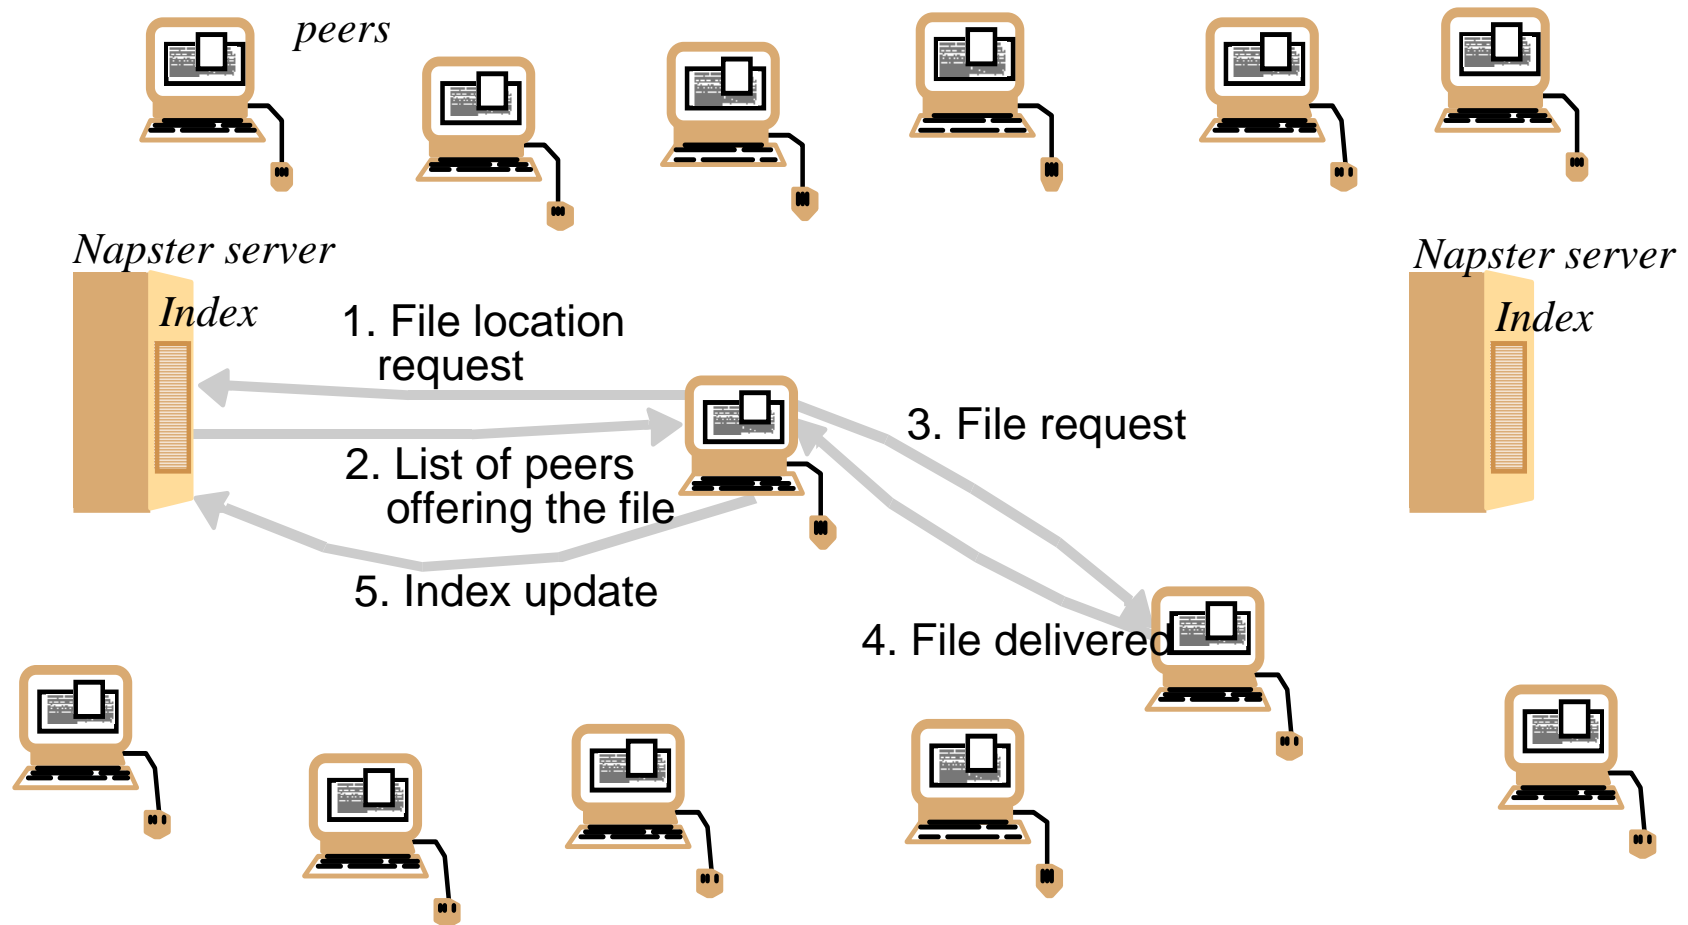 peers
Napster server
Index
Napster server
Index
1. File location
request
2. List of peers
offering the file
3. File request
5. Index update
4. File delivered